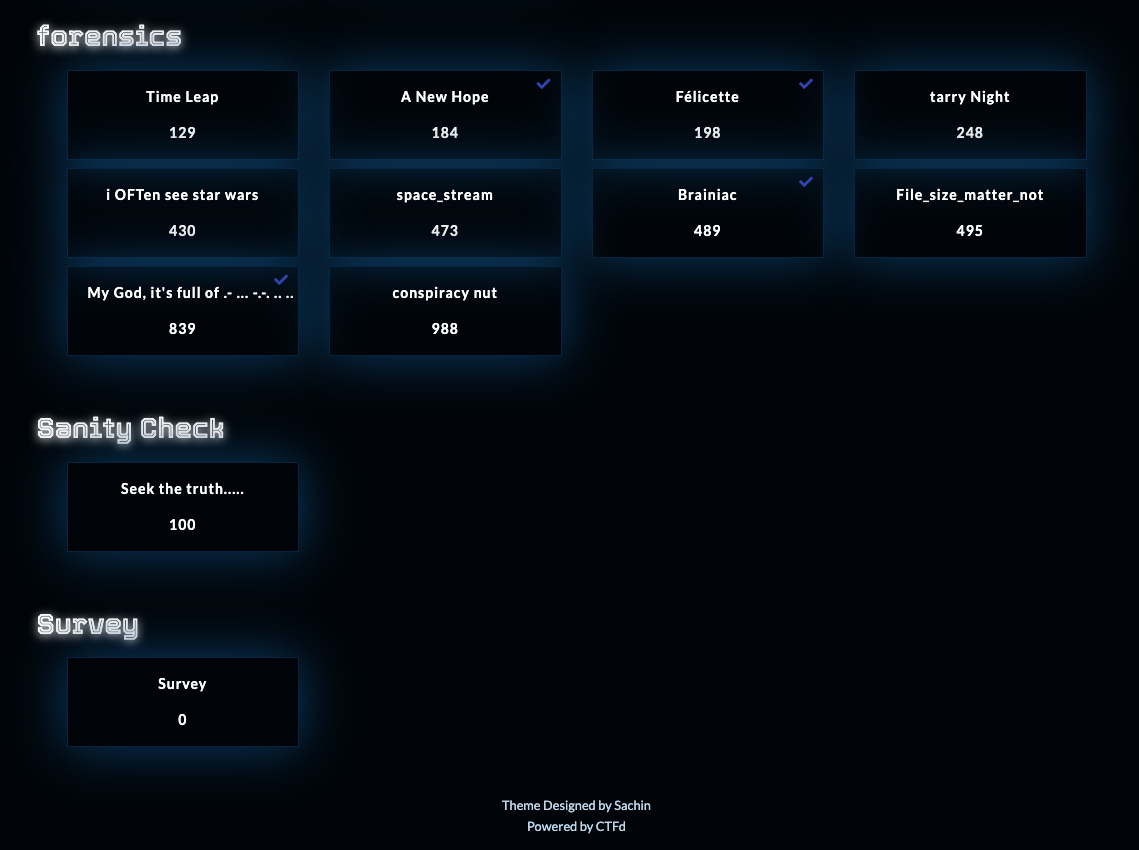 forensics
Time Leap
129
A New Hope
184
Félicette
198
tarry Night
248
i OFTen see star wars
430
space_stream
473
Brainiac
489
File_size_matter_not
495
My God, it's full of .- ... -.-. .. ..
839
conspiracy nut
988
Sanity Check
Seek the truth.....
100
Survey
Survey
0
Theme Designed by Sachin
Powered by CTFd